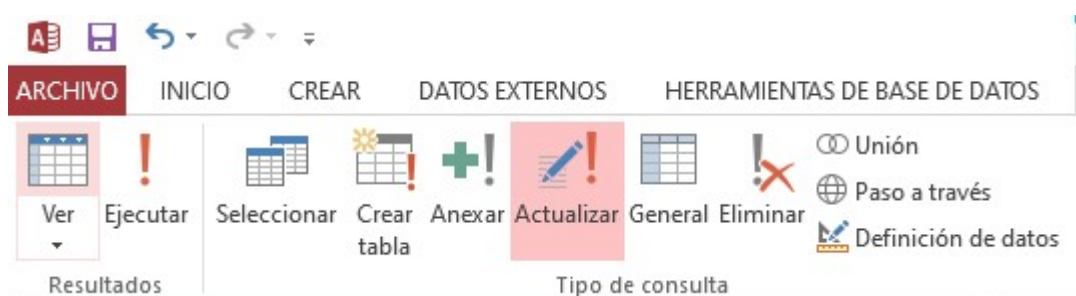 ARCHIVO INICIO CREAR DATOS EXTERNOS HERRAMIENTAS DE BASE DE DATOS
Ver
Ejecutar
Seleccionar
Crear
tabla
Anexar
Actualizar
General
Eliminar
Unión
Paso a través
Definición de datos
Resultados
Tipo de consulta